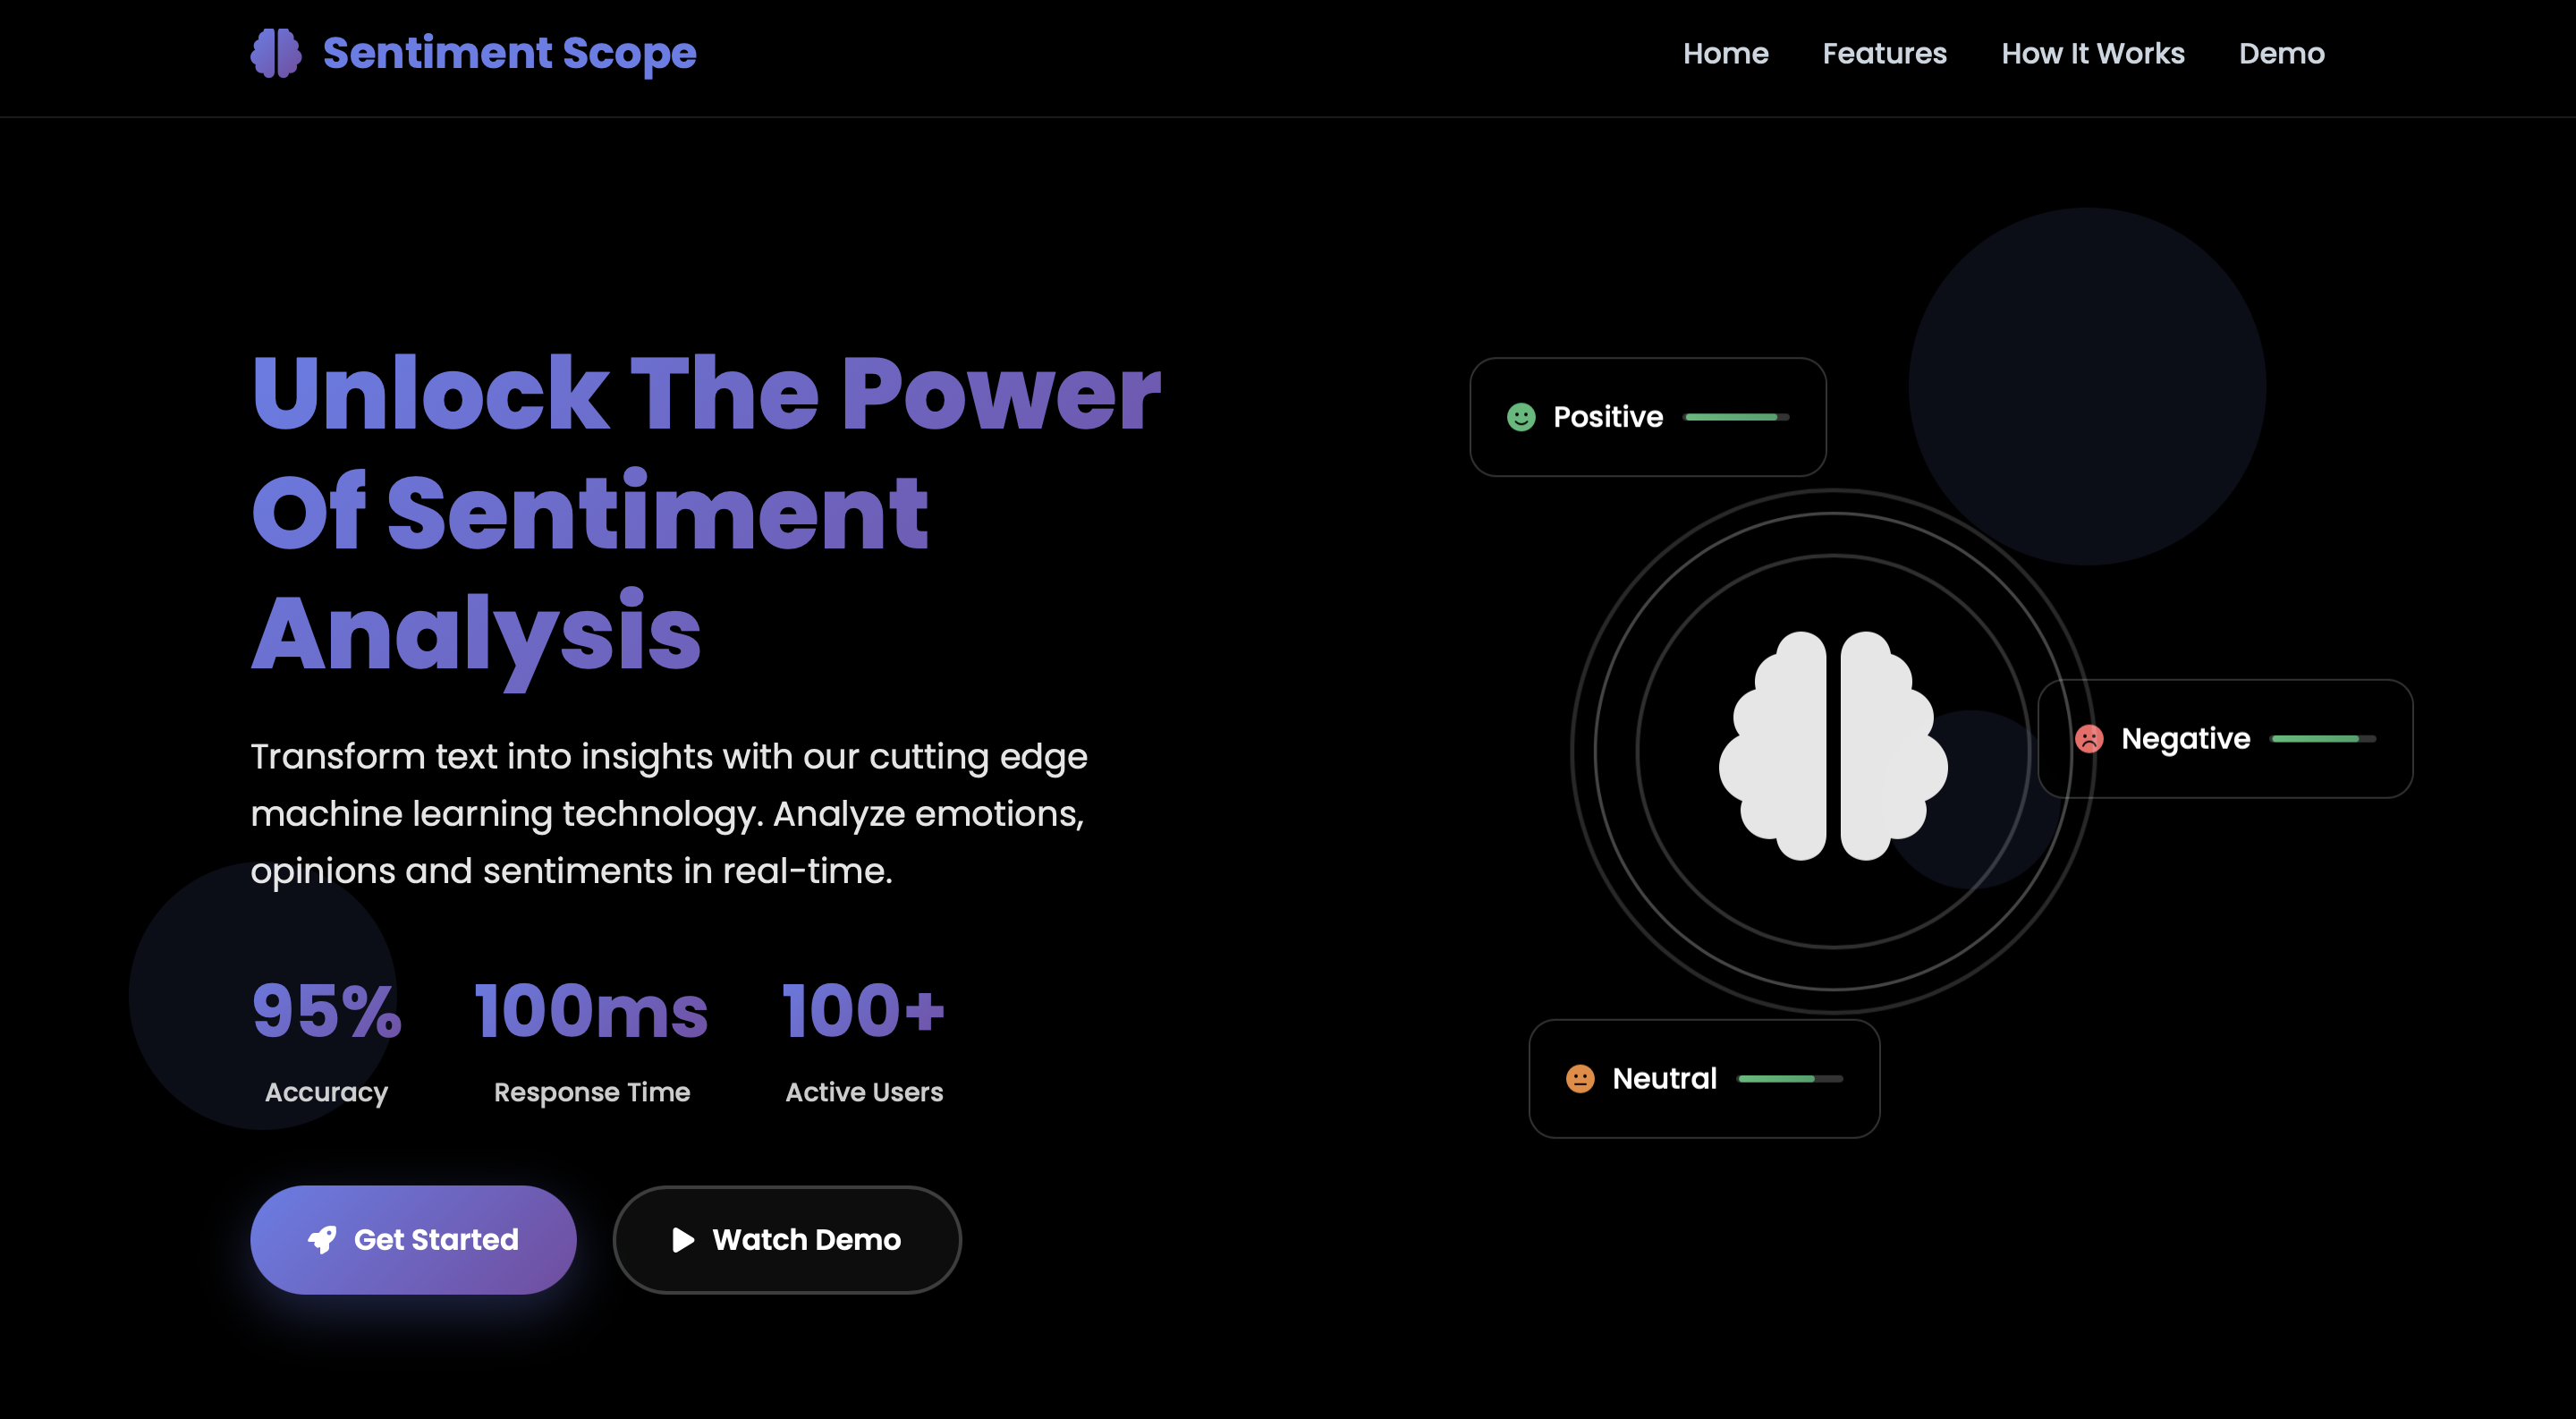 Sentiment Scope
Home Features How It Works Demo
Unlock The Power
Of Sentiment
Analysis
Transform text into insights with our cutting edge
machine learning technology. Analyze emotions,
opinions and sentiments in real-time.
95% 100ms 100+
Accuracy Response Time Active Users
Get Started Watch Demo
Positive
Negative
Neutral